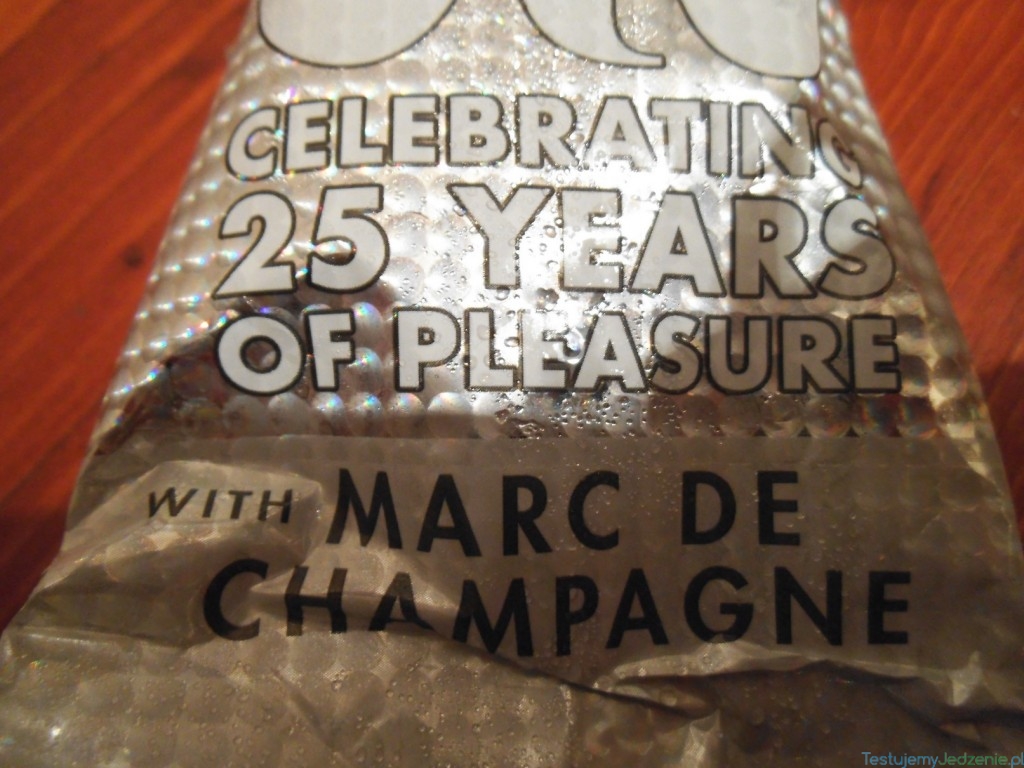 CELEBRATING
25 YEARS
OF PLEASURE
WITH MARC DE
CHAMPAGNE
TestujemyJedzenie.pl